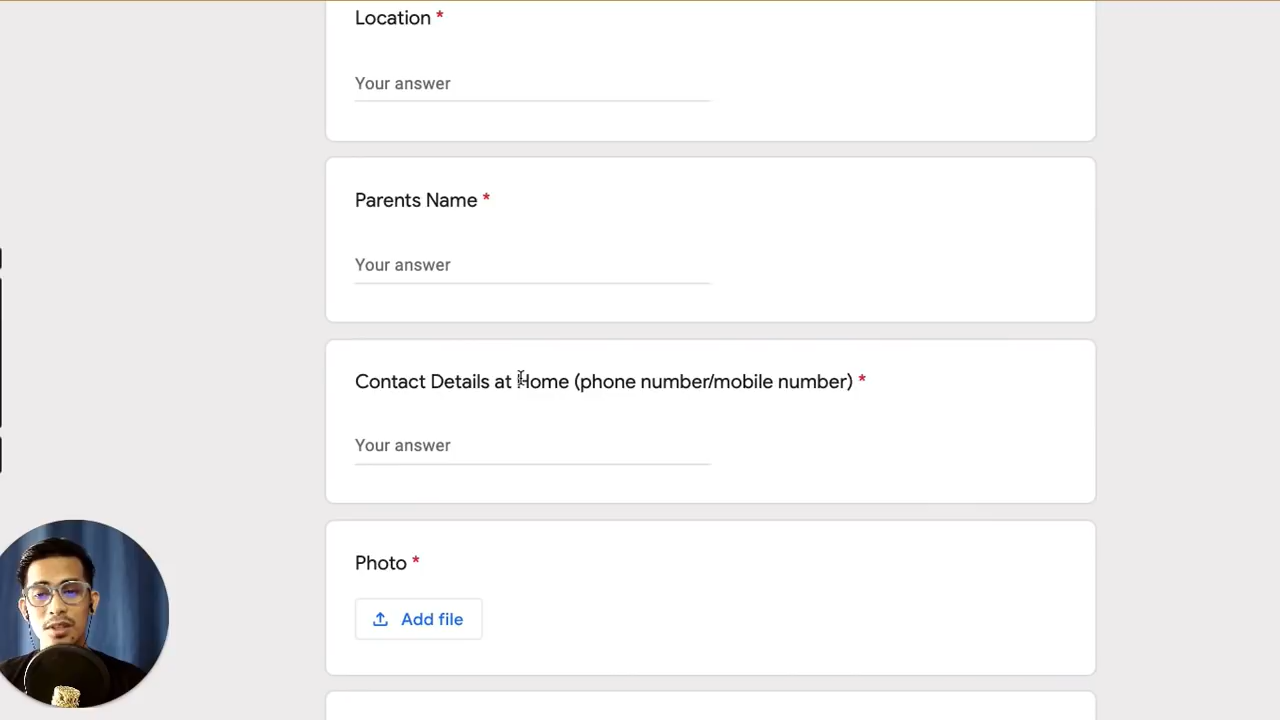 Location *
Your answer
Parents Name *
Your answer
Contact Details at Home (phone number/mobile number) *
Your answer
Photo *
Add file